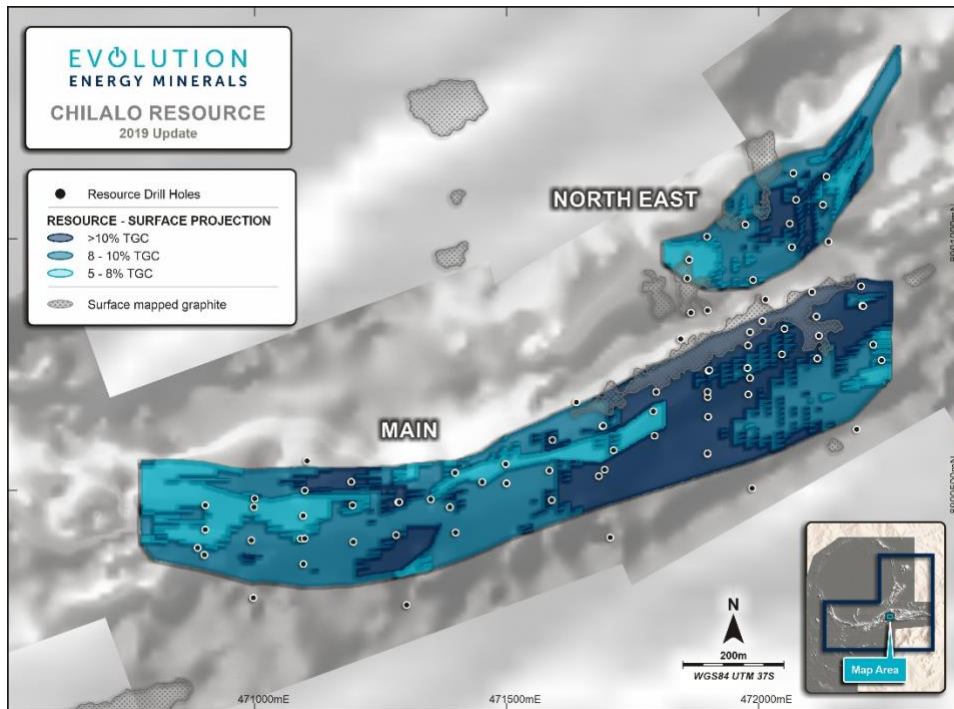 EVOLUTION
ENERGY MINERALS
CHILALO RESOURCE
2019 Update
Resource Drill Holes
RESOURCE - SURFACE PROJECTION
>10% TGC
8 - 10% TGC
5 - 8% TGC
Surface mapped graphite
NORTH EAST
MAIN
N
200m
WGS84 UTM 37S
Map Area
471000mE
471500mE
472000mE